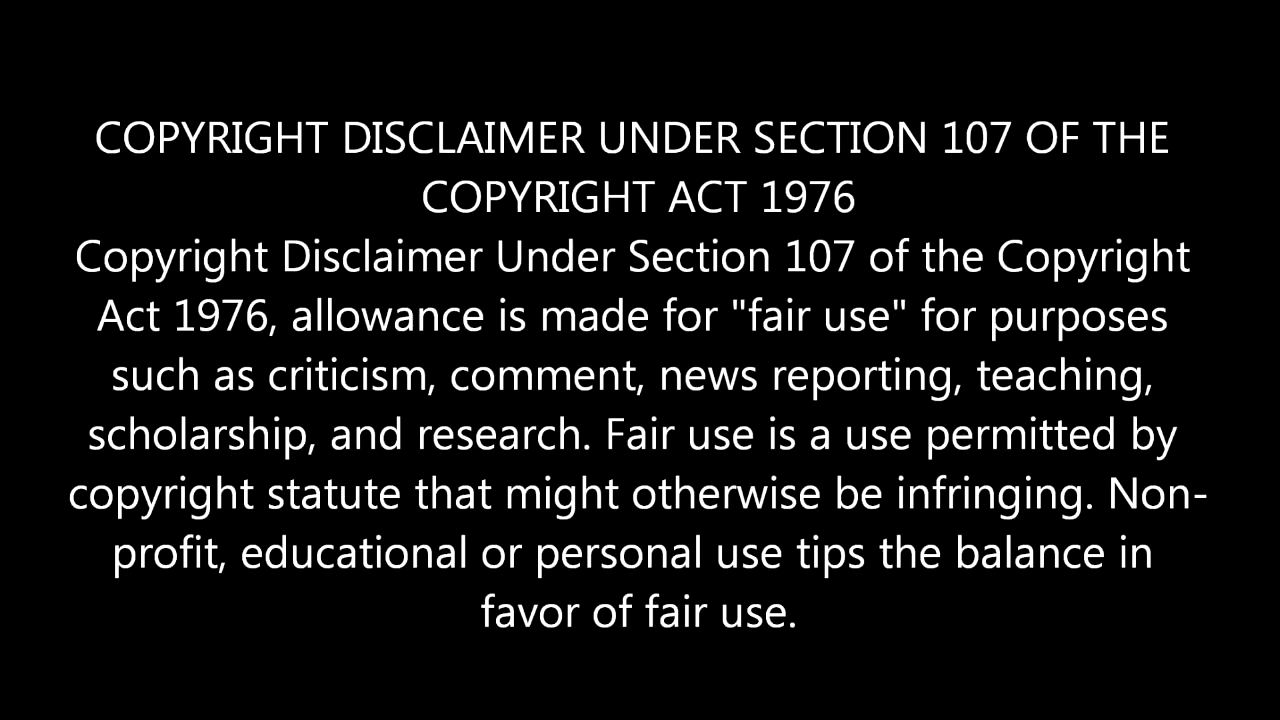 COPYRIGHT DISCLAIMER UNDER SECTION 107 OF THE
COPYRIGHT ACT 1976
Copyright Disclaimer Under Section 107 of the Copyright
Act 1976, allowance is made for "fair use" for purposes
such as criticism, comment, news reporting, teaching,
scholarship, and research. Fair use is a use permitted by
copyright statute that might otherwise be infringing. Non-
profit, educational or personal use tips the balance in
favor of fair use.